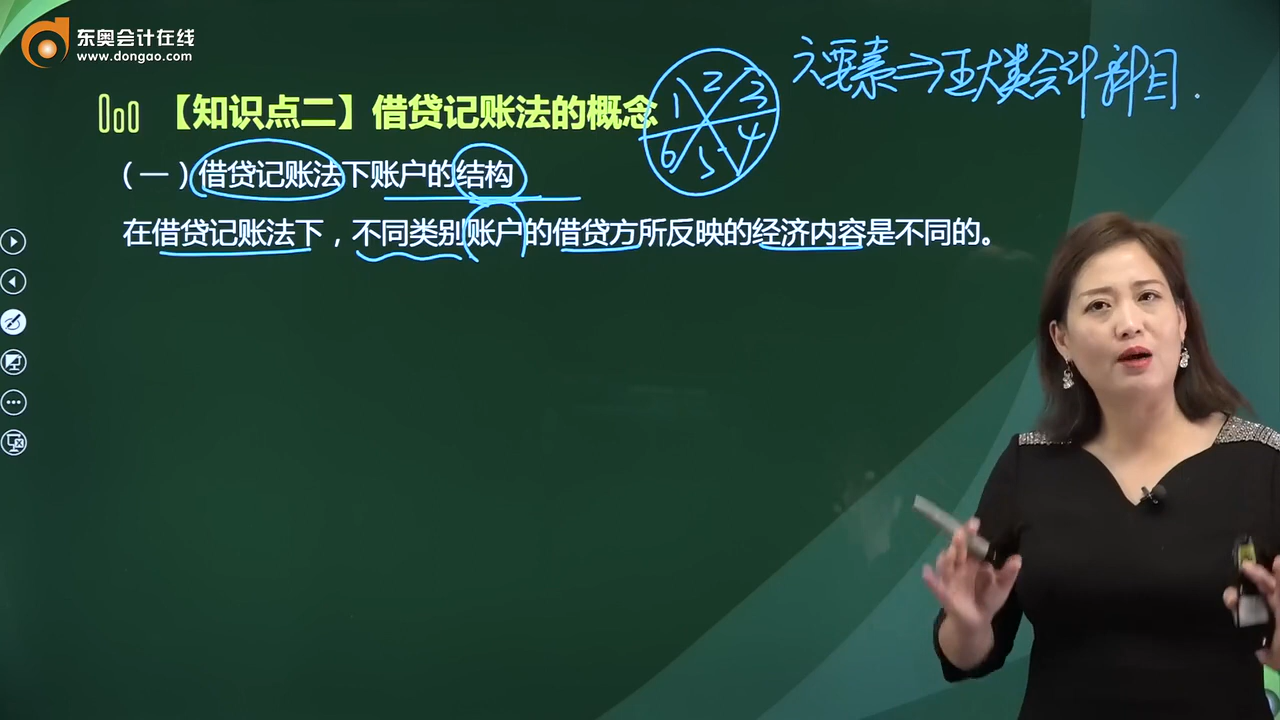 东奥会计在线
www.dongao.com
六要素⇒五大类会计科目.
1 2 3 4 5 6
【知识点二】借贷记账法的概念
（一）借贷记账法下账户的结构
在借贷记账法下，不同类别账户的借贷方所反映的经济内容是不同的。